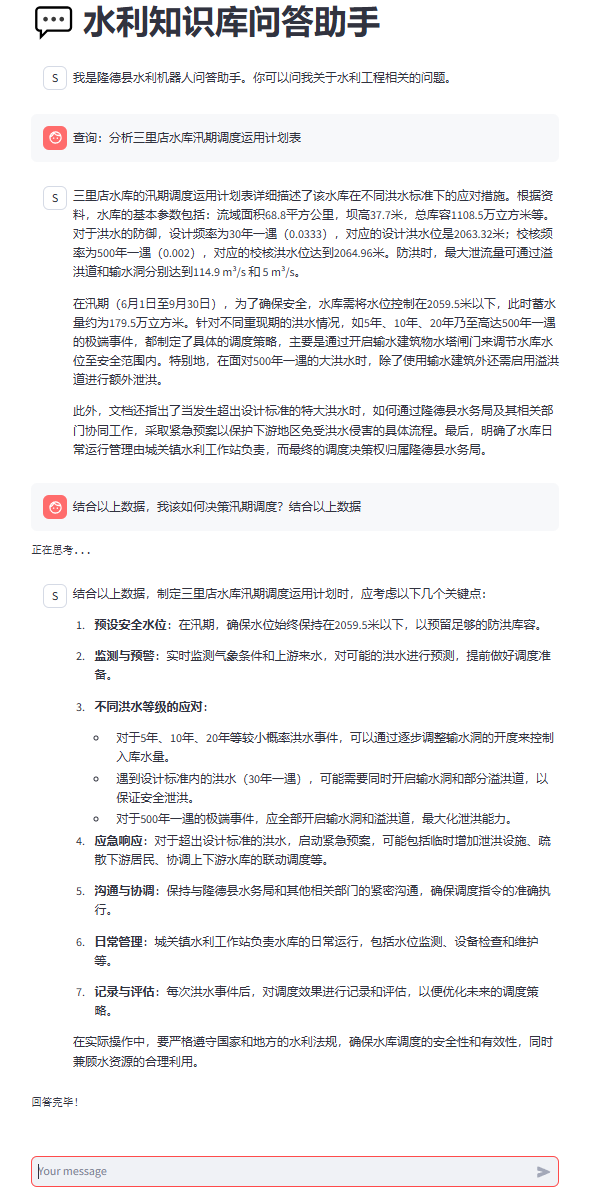 水利知识库问答助手
S
我是隆德县水利机器人问答助手。你可以问我关于水利工程相关的问题。
查询：分析三里店水库汛期调度运用计划表
S
三里店水库的汛期调度运用计划表详细描述了该水库在不同洪水标准下的应对措施。根据资
料，水库的基本参数包括：流域面积68.8平方公里，坝高37.7米，总库容1108.5万立方米等。
对于洪水的防御，设计频率为30年一遇（0.0333），对应的设计洪水位是2063.32米；校核频
率为500年一遇（0.002），对应的校核洪水位达到2064.96米。防洪时，最大泄流量可通过溢
洪道和输水洞分别达到114.9 m³/s 和 5 m³/s。
在汛期（6月1日至9月30日），为了确保安全，水库需将水位控制在2059.5米以下，此时蓄水
量约为179.5万立方米。针对不同重现期的洪水情况，如5年、10年、20年乃至高达500年一遇
的极端事件，都制定了具体的调度策略，主要是通过开启输水建筑物水塔闸门来调节水库水
位至安全范围内。特别地，在面对500年一遇的大洪水时，除了使用输水建筑外还需启用溢洪
道进行额外泄洪。
此外，文档还指出了当发生超出设计标准的特大洪水时，如何通过隆德县水务局及其相关部
门协同工作，采取紧急预案以保护下游地区免受洪水侵害的具体流程。最后，明确了水库日
常运行管理由城关镇水利工作站负责，而最终的调度决策权归属隆德县水务局。
结合以上数据，我该如何决策汛期调度？结合以上数据
正在思考...
S
结合以上数据，制定三里店水库汛期调度运用计划时，应考虑以下几个关键点：
1. 预设安全水位：在汛期，确保水位始终保持在2059.5米以下，以预留足够的防洪库容。
2. 监测与预警：实时监测气象条件和上游来水，对可能的洪水进行预测，提前做好调度准
备。
3. 不同洪水等级的应对：
对于5年、10年、20年等较小概率洪水事件，可以通过逐步调整输水洞的开度来控制
入库水量。
遇到设计标准内的洪水（30年一遇），可能需要同时开启输水洞和部分溢洪道，以
保证安全泄洪。
对于500年一遇的极端事件，应全部开启输水洞和溢洪道，最大化泄洪能力。
4. 应急响应：对于超出设计标准的洪水，启动紧急预案，可能包括临时增加泄洪设施、疏
散下游居民、协调上下游水库的联动调度等。
5. 沟通与协调：保持与隆德县水务局和其他相关部门的紧密沟通，确保调度指令的准确执
行。
6. 日常管理：城关镇水利工作站负责水库的日常运行，包括水位监测、设备检查和维护
等。
7. 记录与评估：每次洪水事件后，对调度效果进行记录和评估，以便优化未来的调度策
略。
在实际操作中，要严格遵守国家和地方的水利法规，确保水库调度的安全性和有效性，同时
兼顾水资源的合理利用。
回答完毕！
Your message